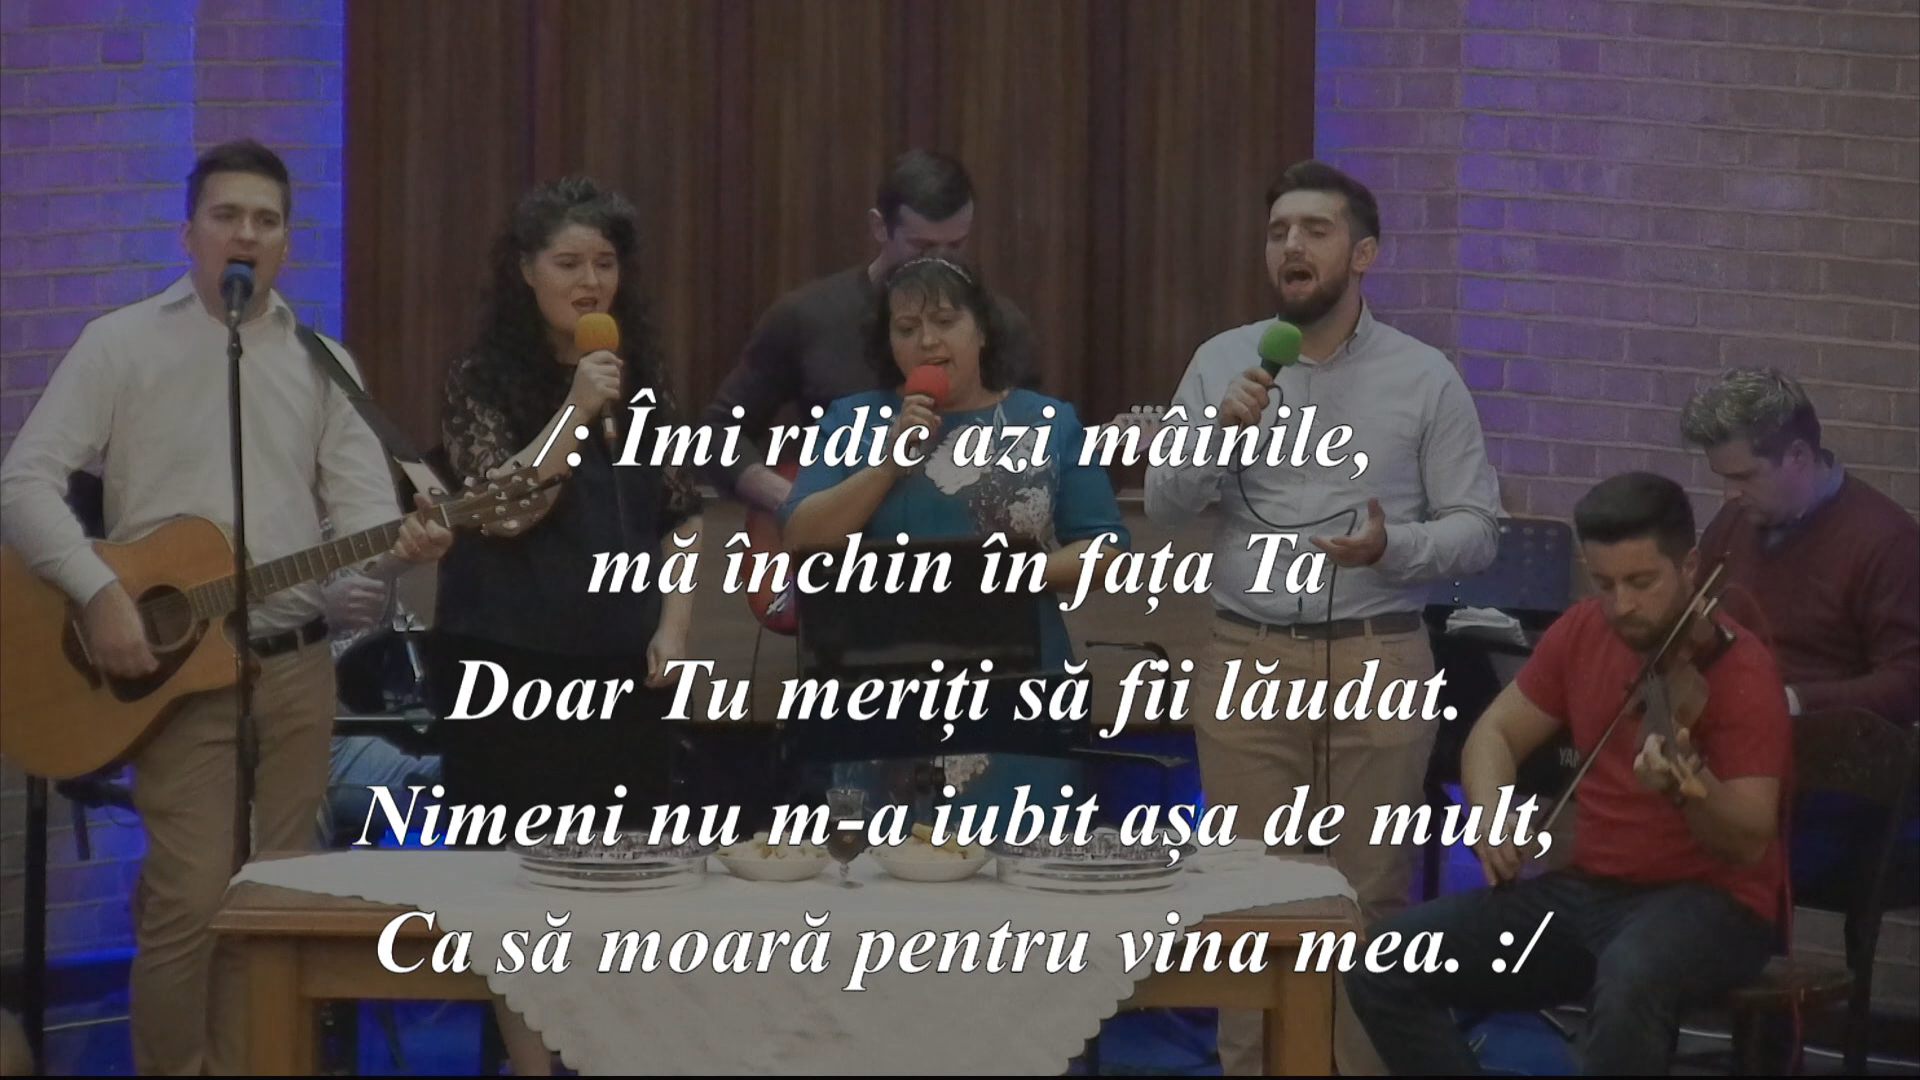 /: Îmi ridic azi mâinile,
mă închin în fața Ta
Doar Tu meriți să fii lăudat.
Nimeni nu m-a iubit așa de mult,
Ca să moară pentru vina mea. :/